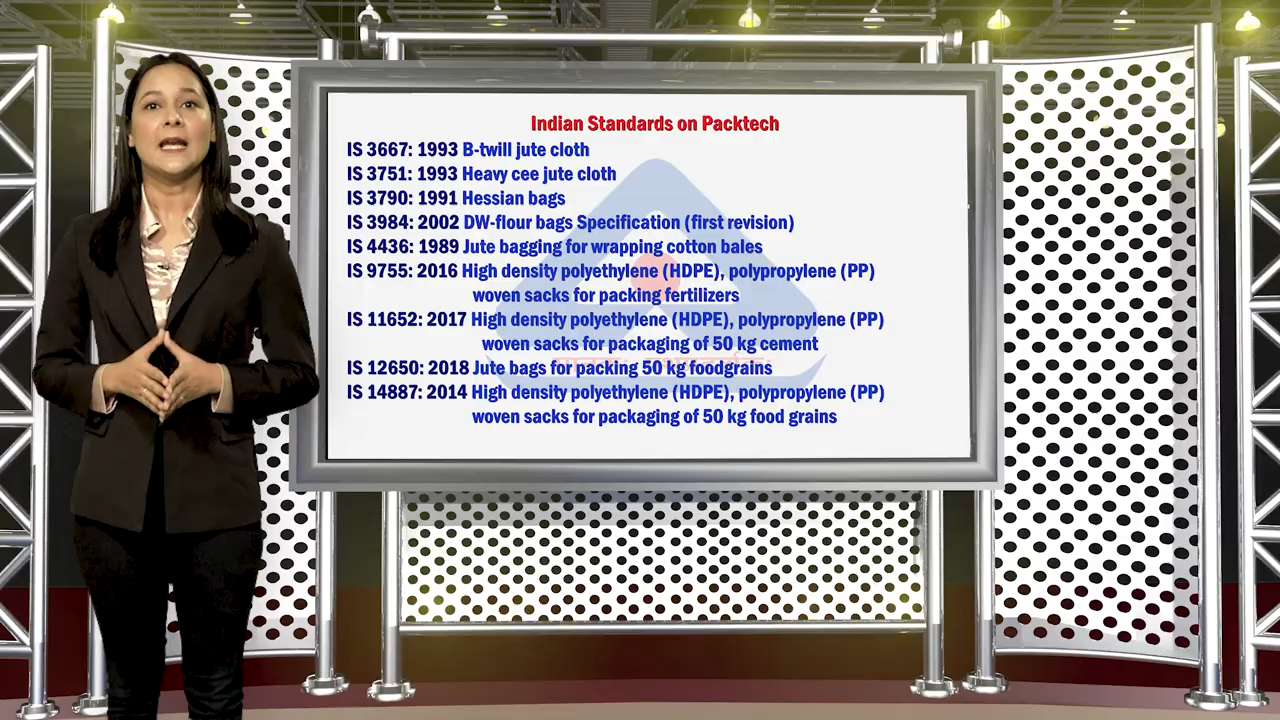 Indian Standards on Packtech
IS 3667: 1993 B-twill jute cloth
IS 3751: 1993 Heavy cee jute cloth
IS 3790: 1991 Hessian bags
IS 3984: 2002 DW-flour bags Specification (first revision)
IS 4436: 1989 Jute bagging for wrapping cotton bales
IS 9755: 2016 High density polyethylene (HDPE), polypropylene (PP)
woven sacks for packing fertilizers
IS 11652: 2017 High density polyethylene (HDPE), polypropylene (PP)
woven sacks for packaging of 50 kg cement
IS 12650: 2018 Jute bags for packing 50 kg foodgrains
IS 14887: 2014 High density polyethylene (HDPE), polypropylene (PP)
woven sacks for packaging of 50 kg food grains